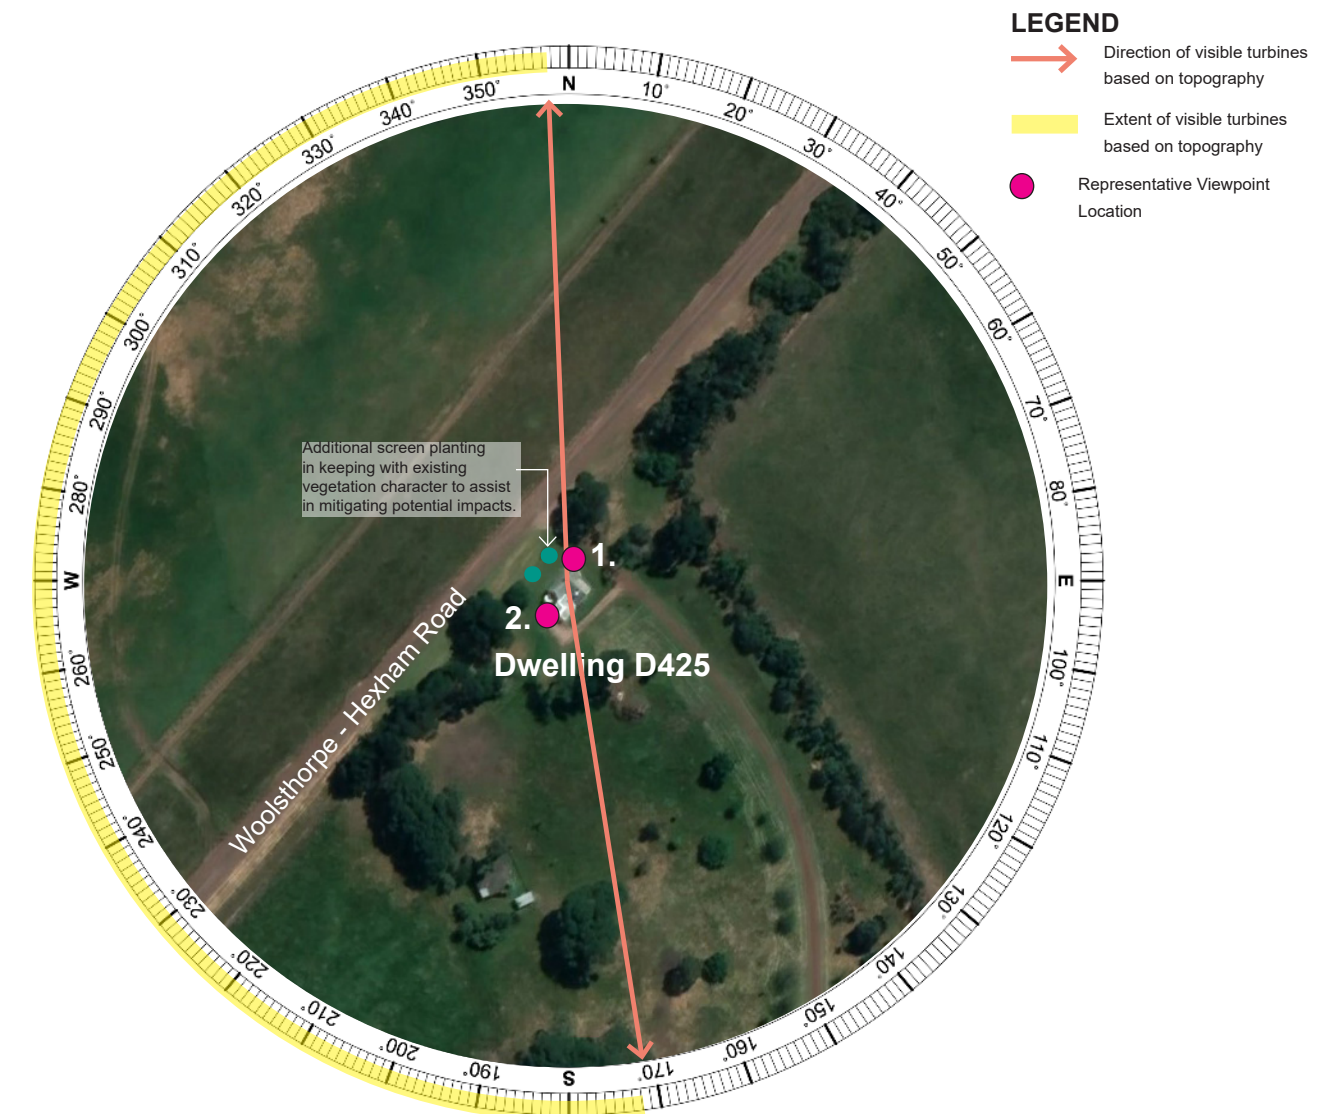 LEGEND
Direction of visible turbines
based on topography
Extent of visible turbines
based on topography
Representative Viewpoint
Location
N
10°
20°
30°
40°
50°
60°
70°
80°
E
100°
110°
120°
130°
140°
150°
160°
170°
S
190°
200°
210°
220°
230°
240°
250°
260°
W
280°
290°
300°
310°
320°
330°
340°
350°
Additional screen planting
in keeping with existing
vegetation character to assist
in mitigating potential impacts.
1.
2.
Dwelling D425
Woolsthorpe - Hexham Road